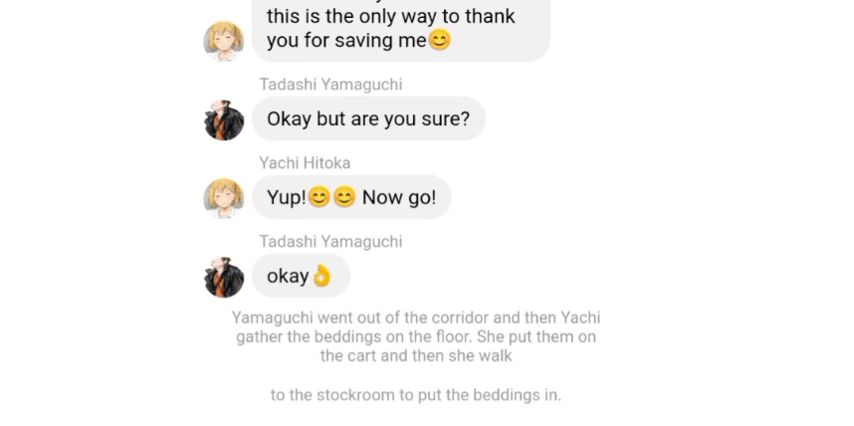 this is the only way to thank
you for saving me😊
Tadashi Yamaguchi
Okay but are you sure?
Yachi Hitoka
Yup!😊😊 Now go!
Tadashi Yamaguchi
okay👌
Yamaguchi went out of the corridor and then Yachi
gather the beddings on the floor. She put them on
the cart and then she walk
to the stockroom to put the beddings in.